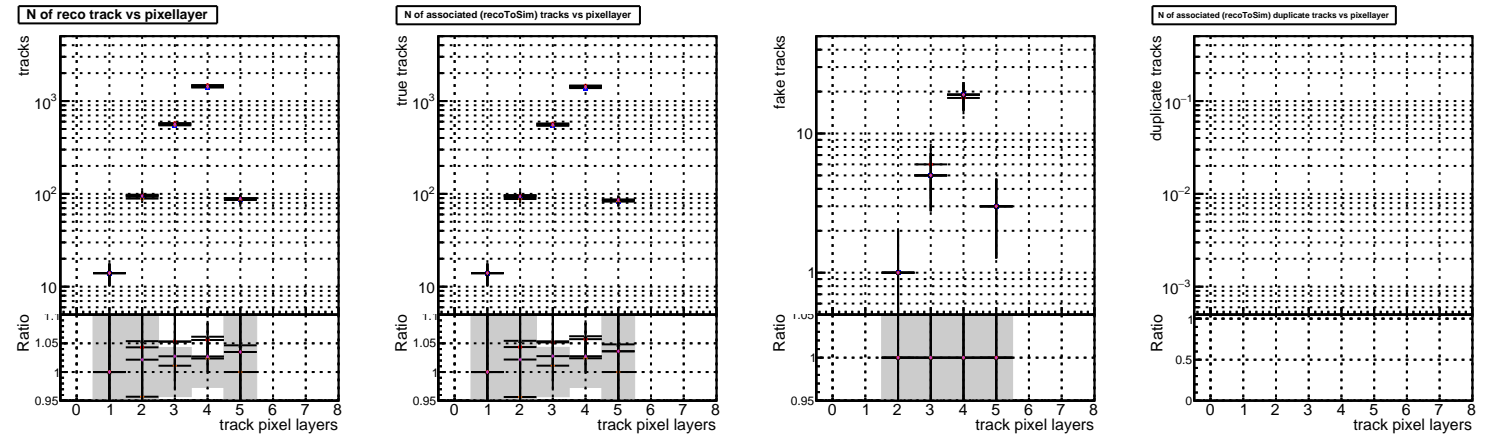 N of reco track vs pixellayer
tracks
10³
10²
10
Ratio
1.1
1.05
1
0.95
0 1 2 3 4 5 6 7 8
track pixel layers
N of associated (recoToSim) tracks vs pixellayer
true tracks
10³
10²
10
Ratio
1.1
1.05
1
0.95
0 1 2 3 4 5 6 7 8
track pixel layers
fake tracks
10
1
Ratio
1.05
1
0.95
0 1 2 3 4 5 6 7 8
track pixel layers
N of associated (recoToSim) duplicate tracks vs pixellayer
duplicate tracks
10⁻¹
10⁻²
10⁻³
Ratio
1
0.5
0
0 1 2 3 4 5 6 7 8
track pixel layers